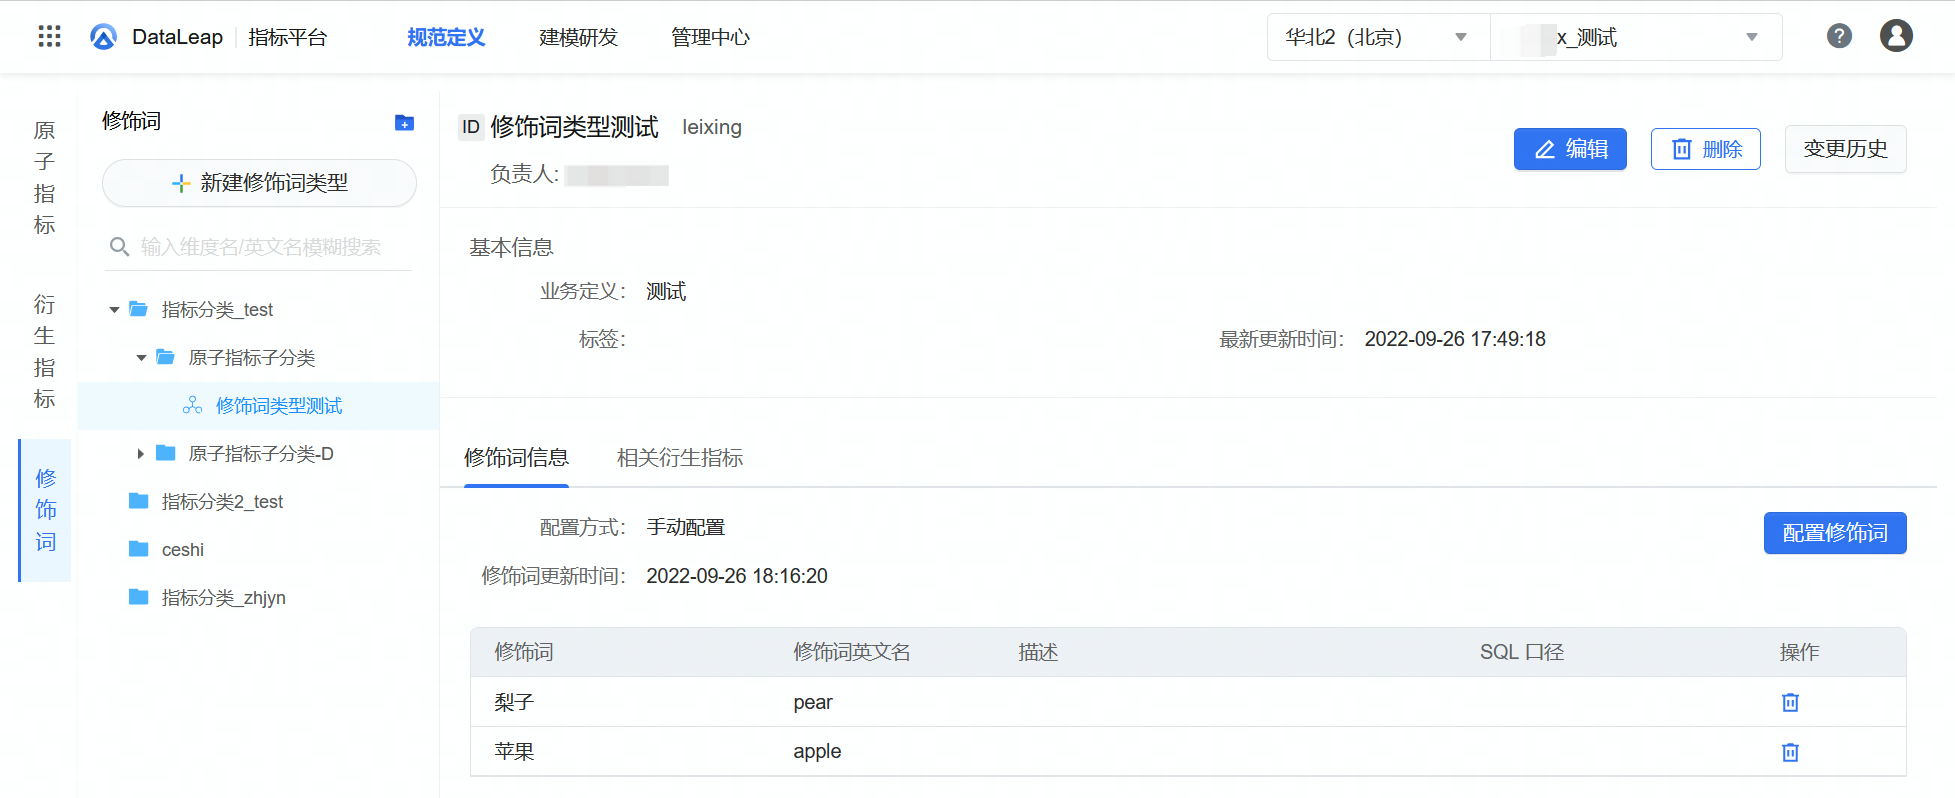 DataLeap 指标平台 规范定义 建模研发 管理中心 华北2（北京） x_测试
原子指标
衍生指标
修饰词
修饰词
新建修饰词类型
输入维度名/英文名模糊搜索
指标分类_test
原子指标子分类
修饰词类型测试
原子指标子分类-D
指标分类2_test
ceshi
指标分类_zhjyn
ID 修饰词类型测试 leixing
负责人:
编辑 删除 变更历史
基本信息
业务定义： 测试
标签： 最新更新时间： 2022-09-26 17:49:18
修饰词信息 相关衍生指标
配置方式： 手动配置
配置修饰词
修饰词更新时间： 2022-09-26 18:16:20
修饰词 修饰词英文名 描述 SQL 口径 操作
梨子 pear
苹果 apple